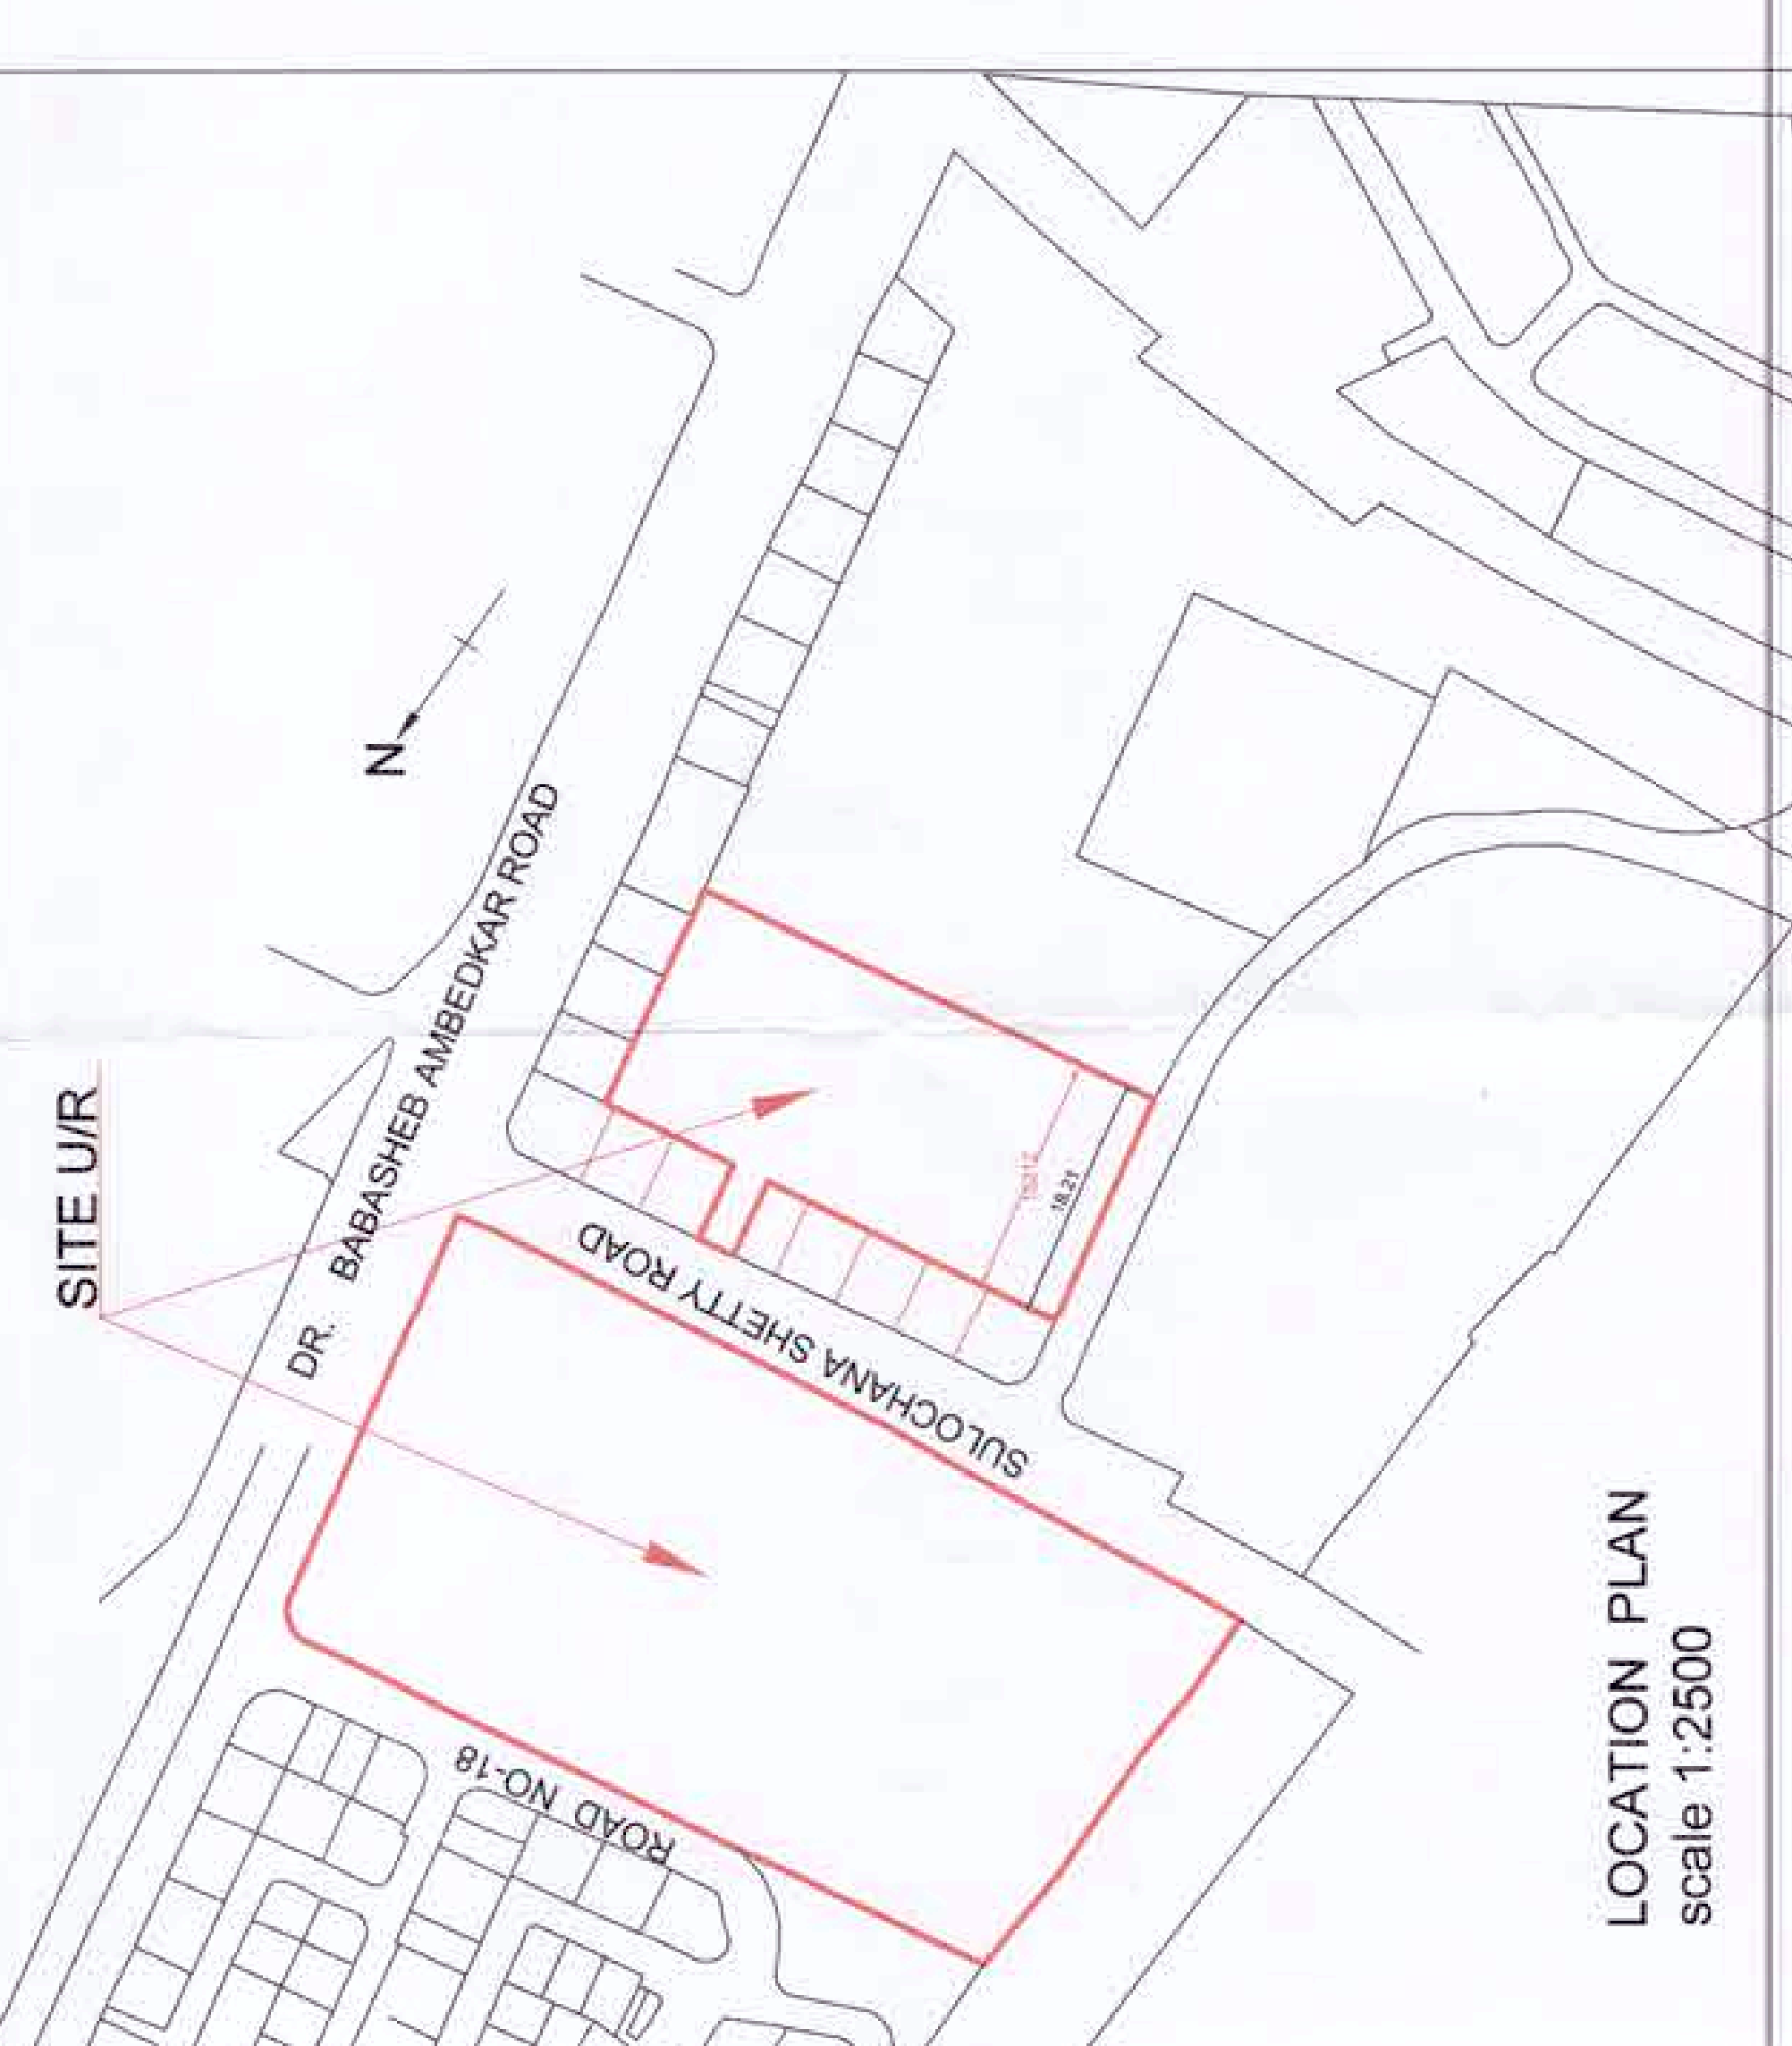 SITE U/R
N
DR. BABASHEB AMBEDKAR ROAD
SULOCHANA SHETTY ROAD
18.21
ROAD NO-18
LOCATION PLAN
scale 1:2500